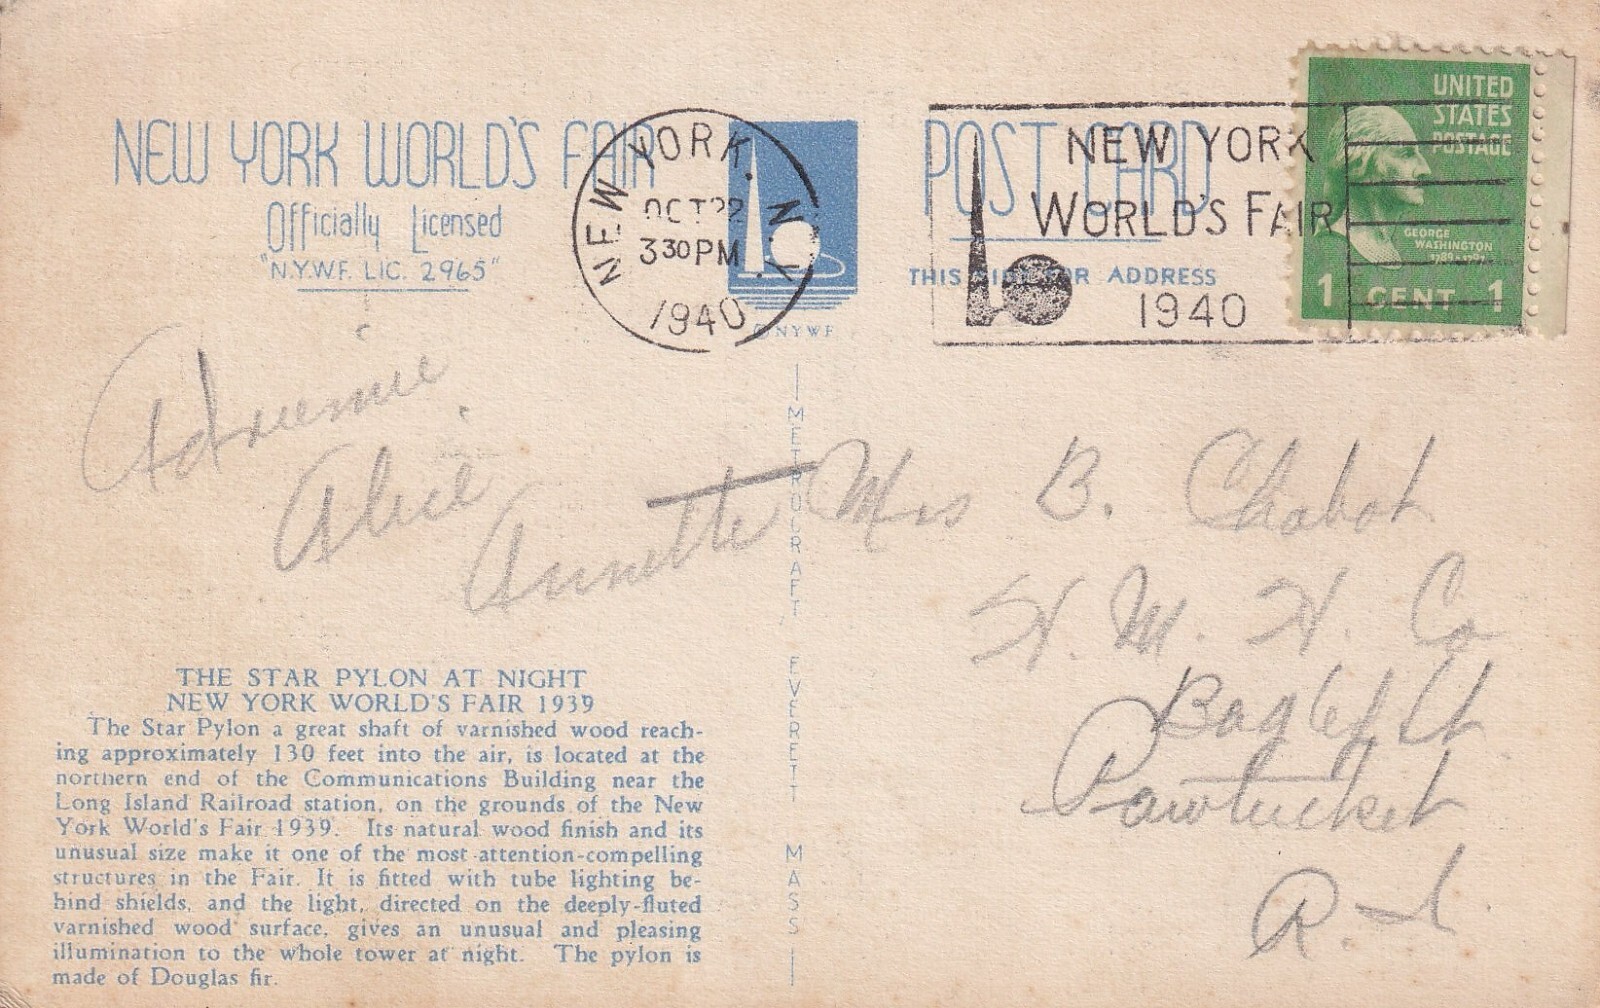 NEW YORK WORLD'S FAIR
Officially Licensed
"N.Y.W.F. LIC. 2965"
NEW YORK, N.Y.
OCT 22
3 30 PM
1940
© NYWF
POST CARD
THIS SIDE FOR ADDRESS
NEW YORK
WORLD'S FAIR
1940
UNITED
STATES
POSTAGE
GEORGE
WASHINGTON
1789-1797
1 CENT 1
Alice
Annette
METROCRAFT EVERETT MASS
Mrs B. Chabot
H. M. H. Co
Bagley St
Pawtucket
R-I.
THE STAR PYLON AT NIGHT
NEW YORK WORLD'S FAIR 1939
The Star Pylon a great shaft of varnished wood reach-
ing approximately 130 feet into the air, is located at the
northern end of the Communications Building near the
Long Island Railroad station, on the grounds of the New
York World's Fair 1939. Its natural wood finish and its
unusual size make it one of the most attention-compelling
structures in the Fair. It is fitted with tube lighting be-
hind shields, and the light, directed on the deeply-fluted
varnished wood surface, gives an unusual and pleasing
illumination to the whole tower at night. The pylon is
made of Douglas fir.